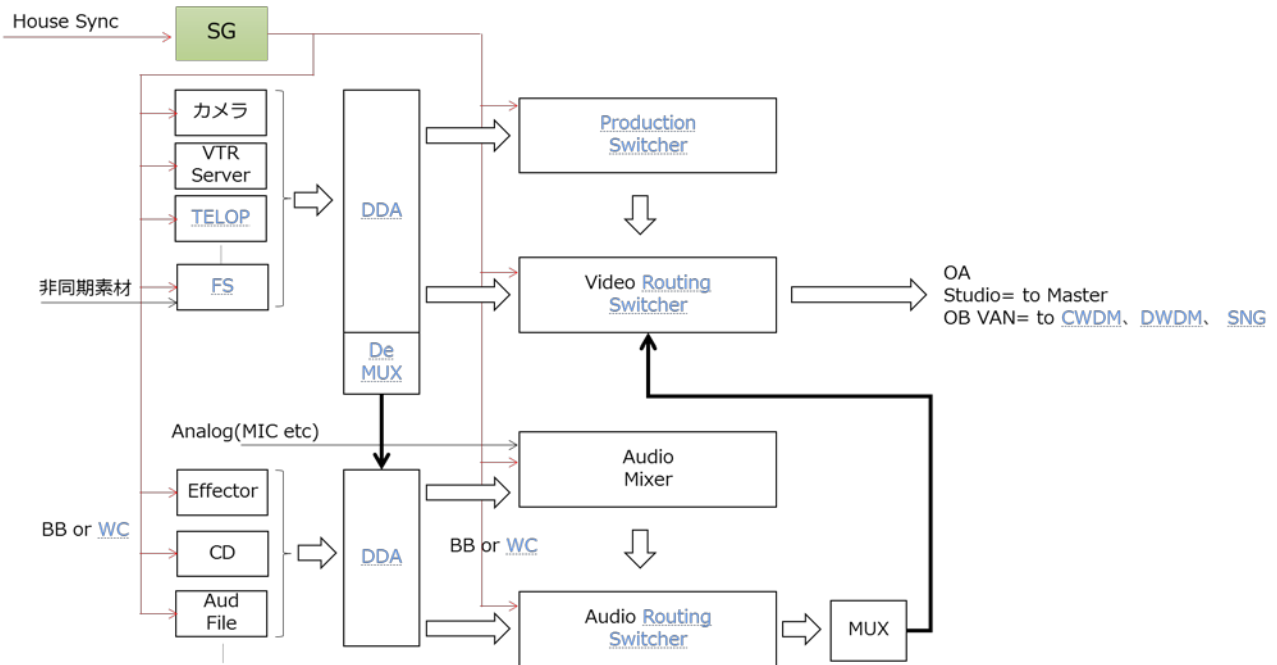 House Sync
SG
カメラ
VTR
Server
TELOP
FS
非同期素材
DDA
De
MUX
Production
Switcher
Video Routing
Switcher
OA
Studio= to Master
OB VAN= to CWDM、DWDM、 SNG
Analog(MIC etc)
Audio
Mixer
Effector
CD
Aud
File
BB or WC
DDA
BB or WC
Audio Routing
Switcher
MUX